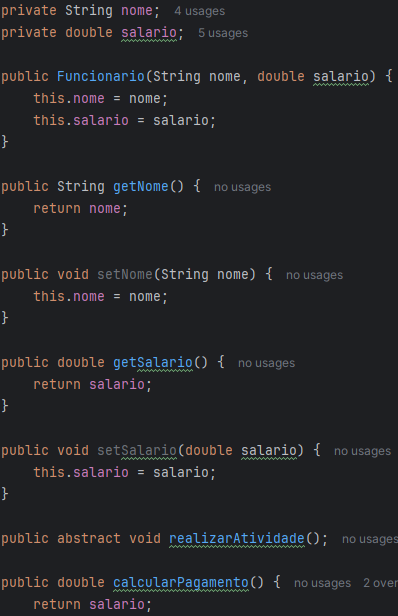 private String nome; 4 usages
private double salario; 5 usages
public Funcionario(String nome, double salario) {
this.nome = nome;
this.salario = salario;
}
public String getNome() { no usages
return nome;
}
public void setNome(String nome) { no usages
this.nome = nome;
}
public double getSalario() { no usages
return salario;
}
public void setSalario(double salario) { no usages
this.salario = salario;
}
public abstract void realizarAtividade(); no usages
public double calcularPagamento() { no usages 2 over
return salario;